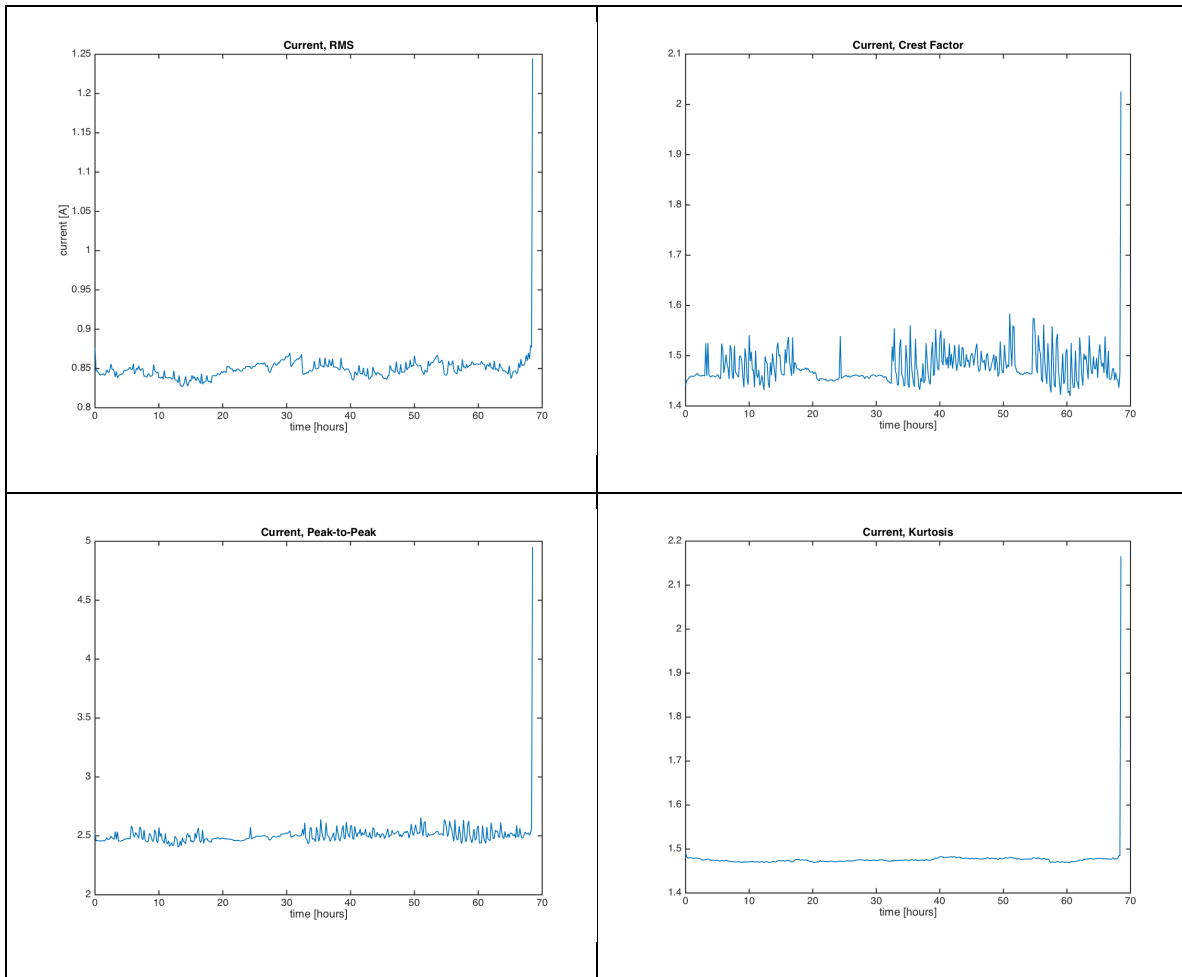 Current, RMS
1.25
1.2
1.15
1.1
1.05
1
0.95
0.9
0.85
0.8
current [A]
0 10 20 30 40 50 60 70
time [hours]
Current, Crest Factor
2.1
2
1.9
1.8
1.7
1.6
1.5
1.4
0 10 20 30 40 50 60 70
time [hours]
Current, Peak-to-Peak
5
4.5
4
3.5
3
2.5
2
0 10 20 30 40 50 60 70
time [hours]
Current, Kurtosis
2.2
2.1
2
1.9
1.8
1.7
1.6
1.5
1.4
0 10 20 30 40 50 60 70
time [hours]